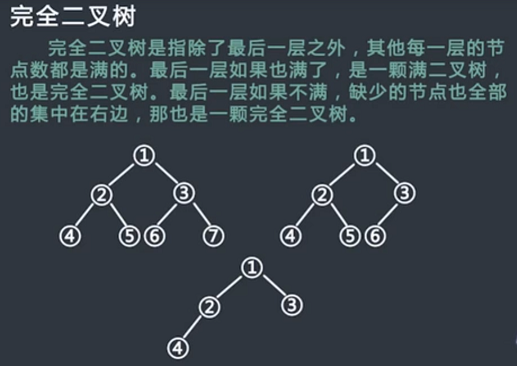 完全二叉树
完全二叉树是指除了最后一层之外，其他每一层的节
点数都是满的。最后一层如果也满了，是一颗满二叉树，
也是完全二叉树。最后一层如果不满，缺少的节点也全部
的集中在右边，那也是一颗完全二叉树。
① ①
② ③ ② ③
④ ⑤ ⑥ ⑦ ④ ⑤ ⑥
①
② ③
④